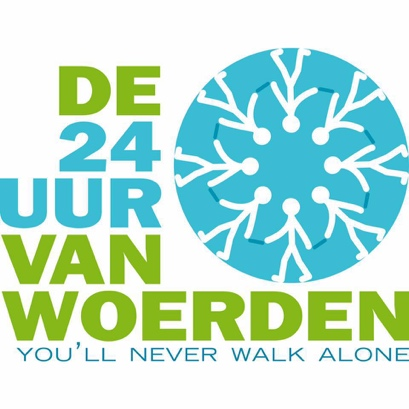 DE
24
UUR
VAN
WOERDEN
YOU'LL NEVER WALK ALONE